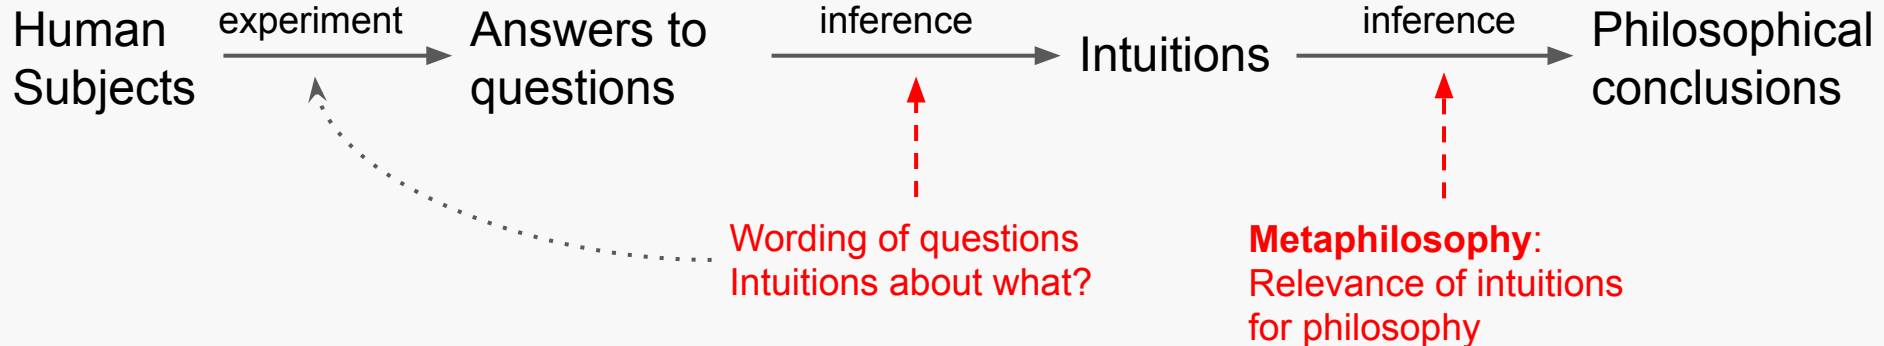 Human
Subjects
experiment
Answers to
questions
inference
Intuitions
inference
Philosophical
conclusions
Wording of questions
Intuitions about what?
Metaphilosophy:
Relevance of intuitions
for philosophy